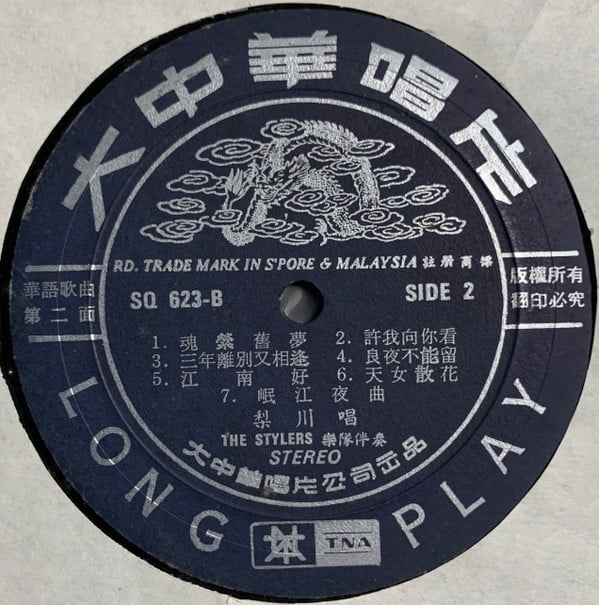 大中華唱片
RD. TRADE MARK IN S'PORE & MALAYSIA 註册商標
華語歌曲
第二面
SQ 623-B
SIDE 2
版權所有
翻印必究
1. 魂縈舊夢 2. 許我向你看
3. 三年離別又相逢 4. 良夜不能留
5. 江南好 6. 天女散花
7. 岷江夜曲
梨川唱
THE STYLERS 樂隊伴奏
STEREO
大中華唱片公司出品
LONG PLAY
TNA